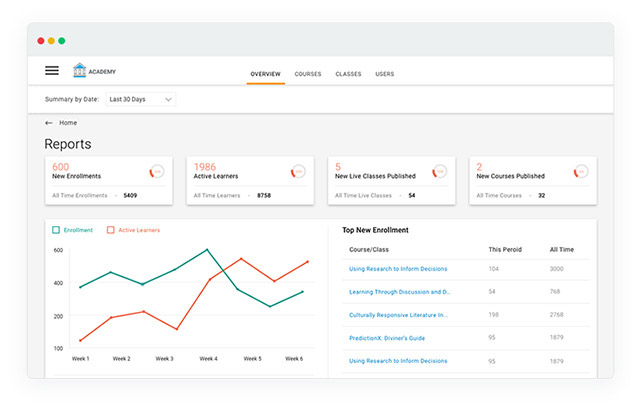 ACADEMY
OVERVIEW COURSES CLASSES USERS
Summary by Date: Last 30 Days
← Home
Reports
600 1986 5 2
New Enrollments Active Learners New Live Classes Published New Courses Published
All Time Enrollments - 5409 All Time Learners - 8758 All Time Live Classes - 54 All Time Courses - 32
Enrollment Active Learners
Top New Enrollment
Course/Class This Peroid All Time
Using Research to Inform Decisions 104 3000
Learning Through Discussion and D... 54 768
Culturally Responsive Literature In... 198 2768
PredictionX: Diviner's Guide 95 1879
Using Research to Inform Decisions 95 1879
600
400
200
100
Week 1 Week 2 Week 3 Week 4 Week 5 Week 6